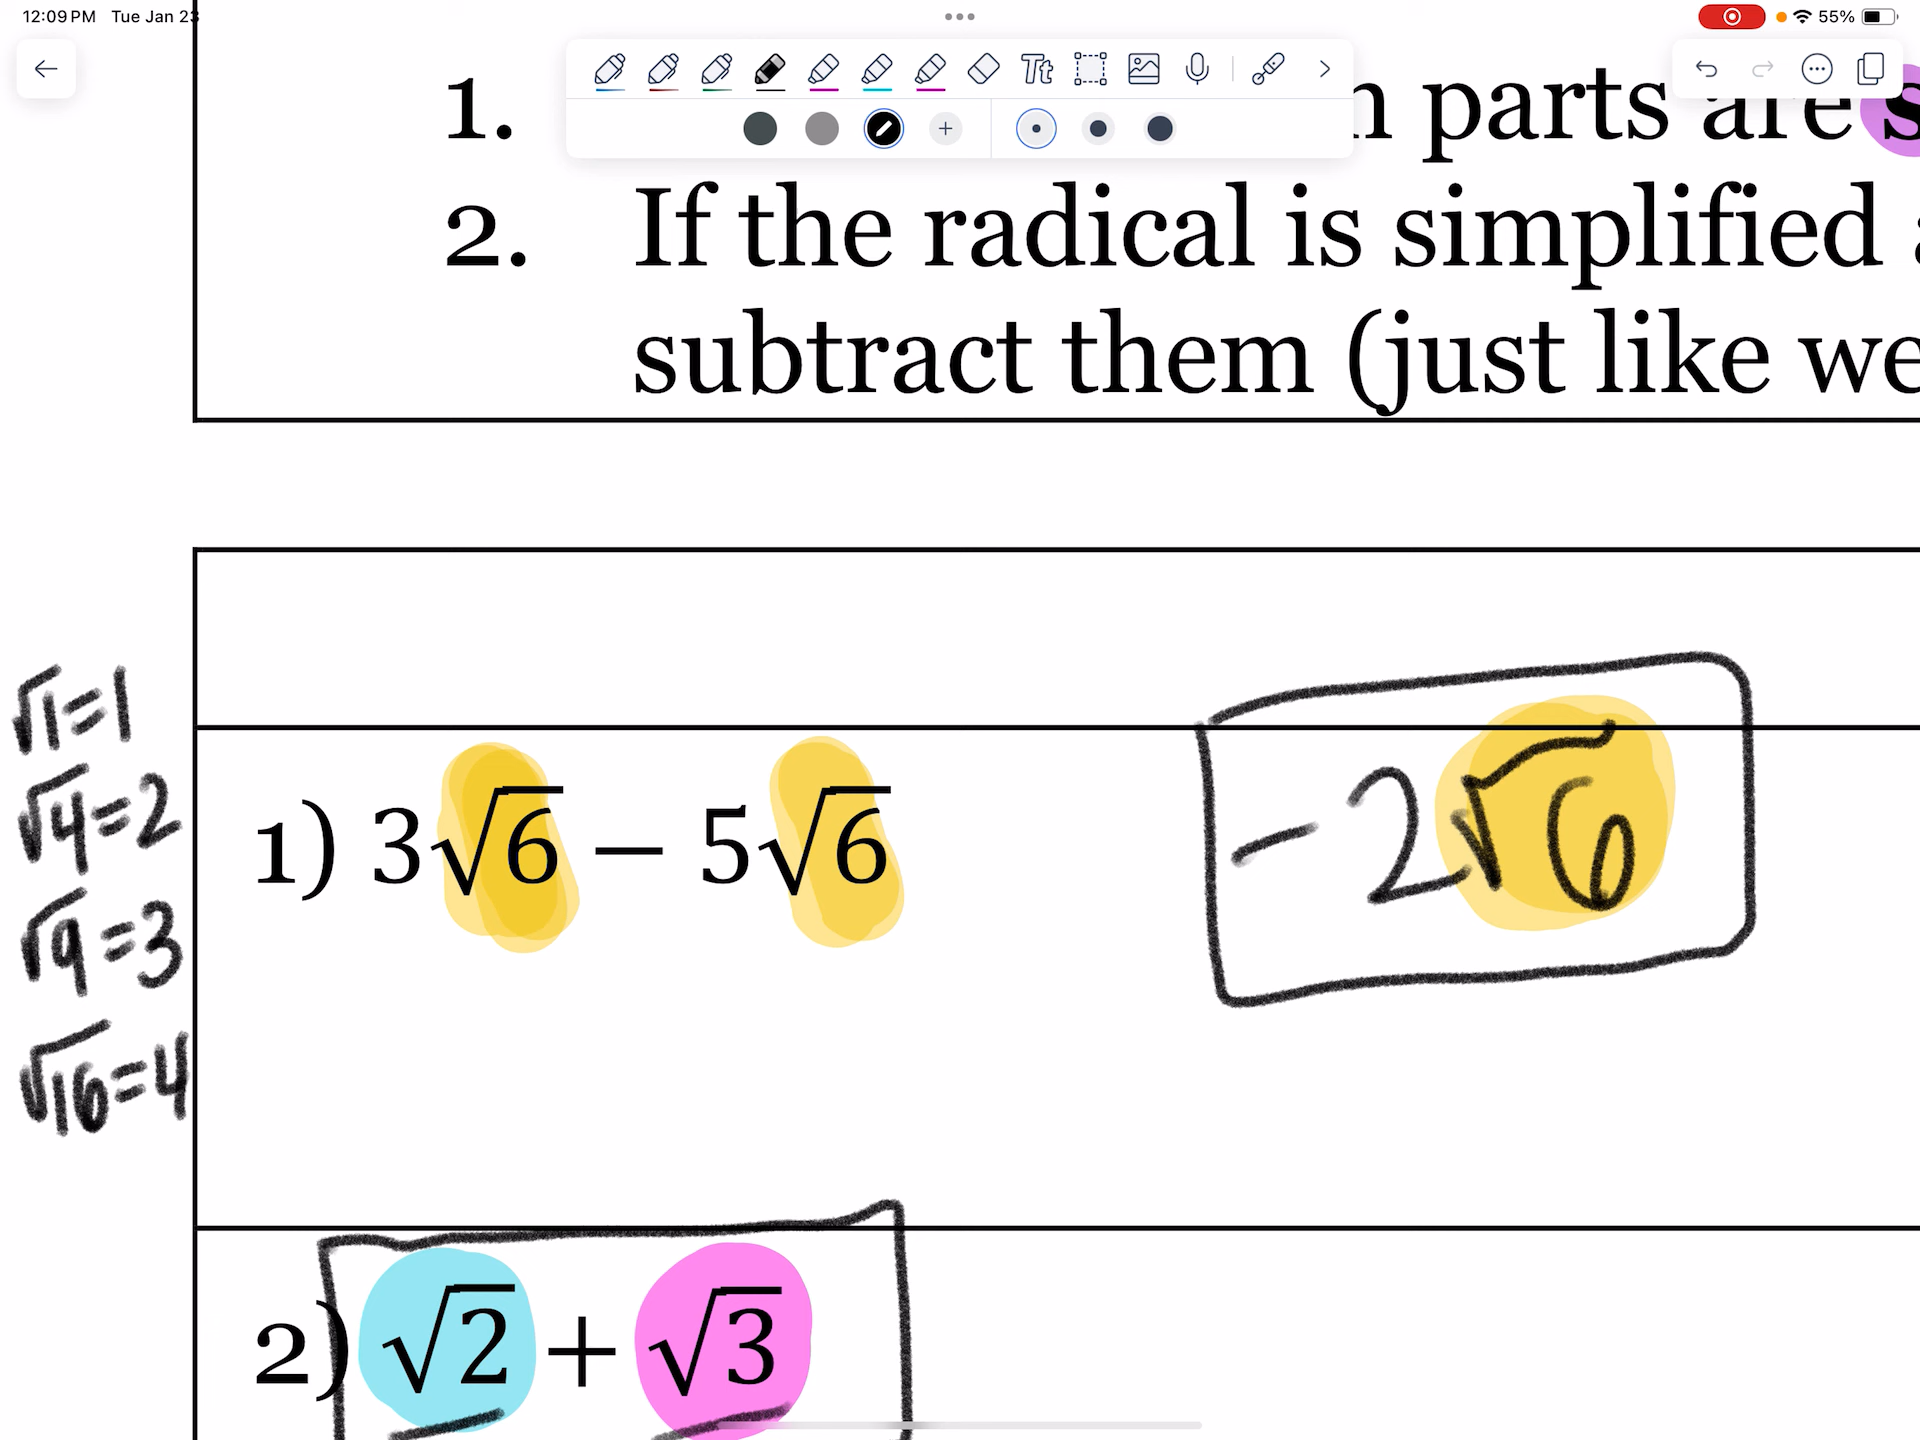 12:09 PM Tue Jan 23
55%
Tt
1. parts are
2. If the radical is simplified
subtract them (just like we
√1=1
√4=2
√9=3
√16=4
1) 3√6 − 5√6
−2√6
2) √2 + √3